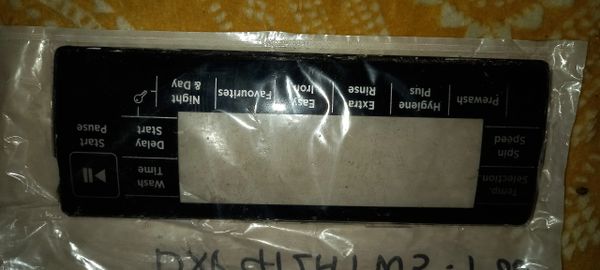 Temp.
Selection
Spin
Speed
Wash
Time
Delay
Start
Start
Pause
Prewash
Hygiene
Plus
Extra
Rinse
Easy
Iron
Favourites
Night
& Day